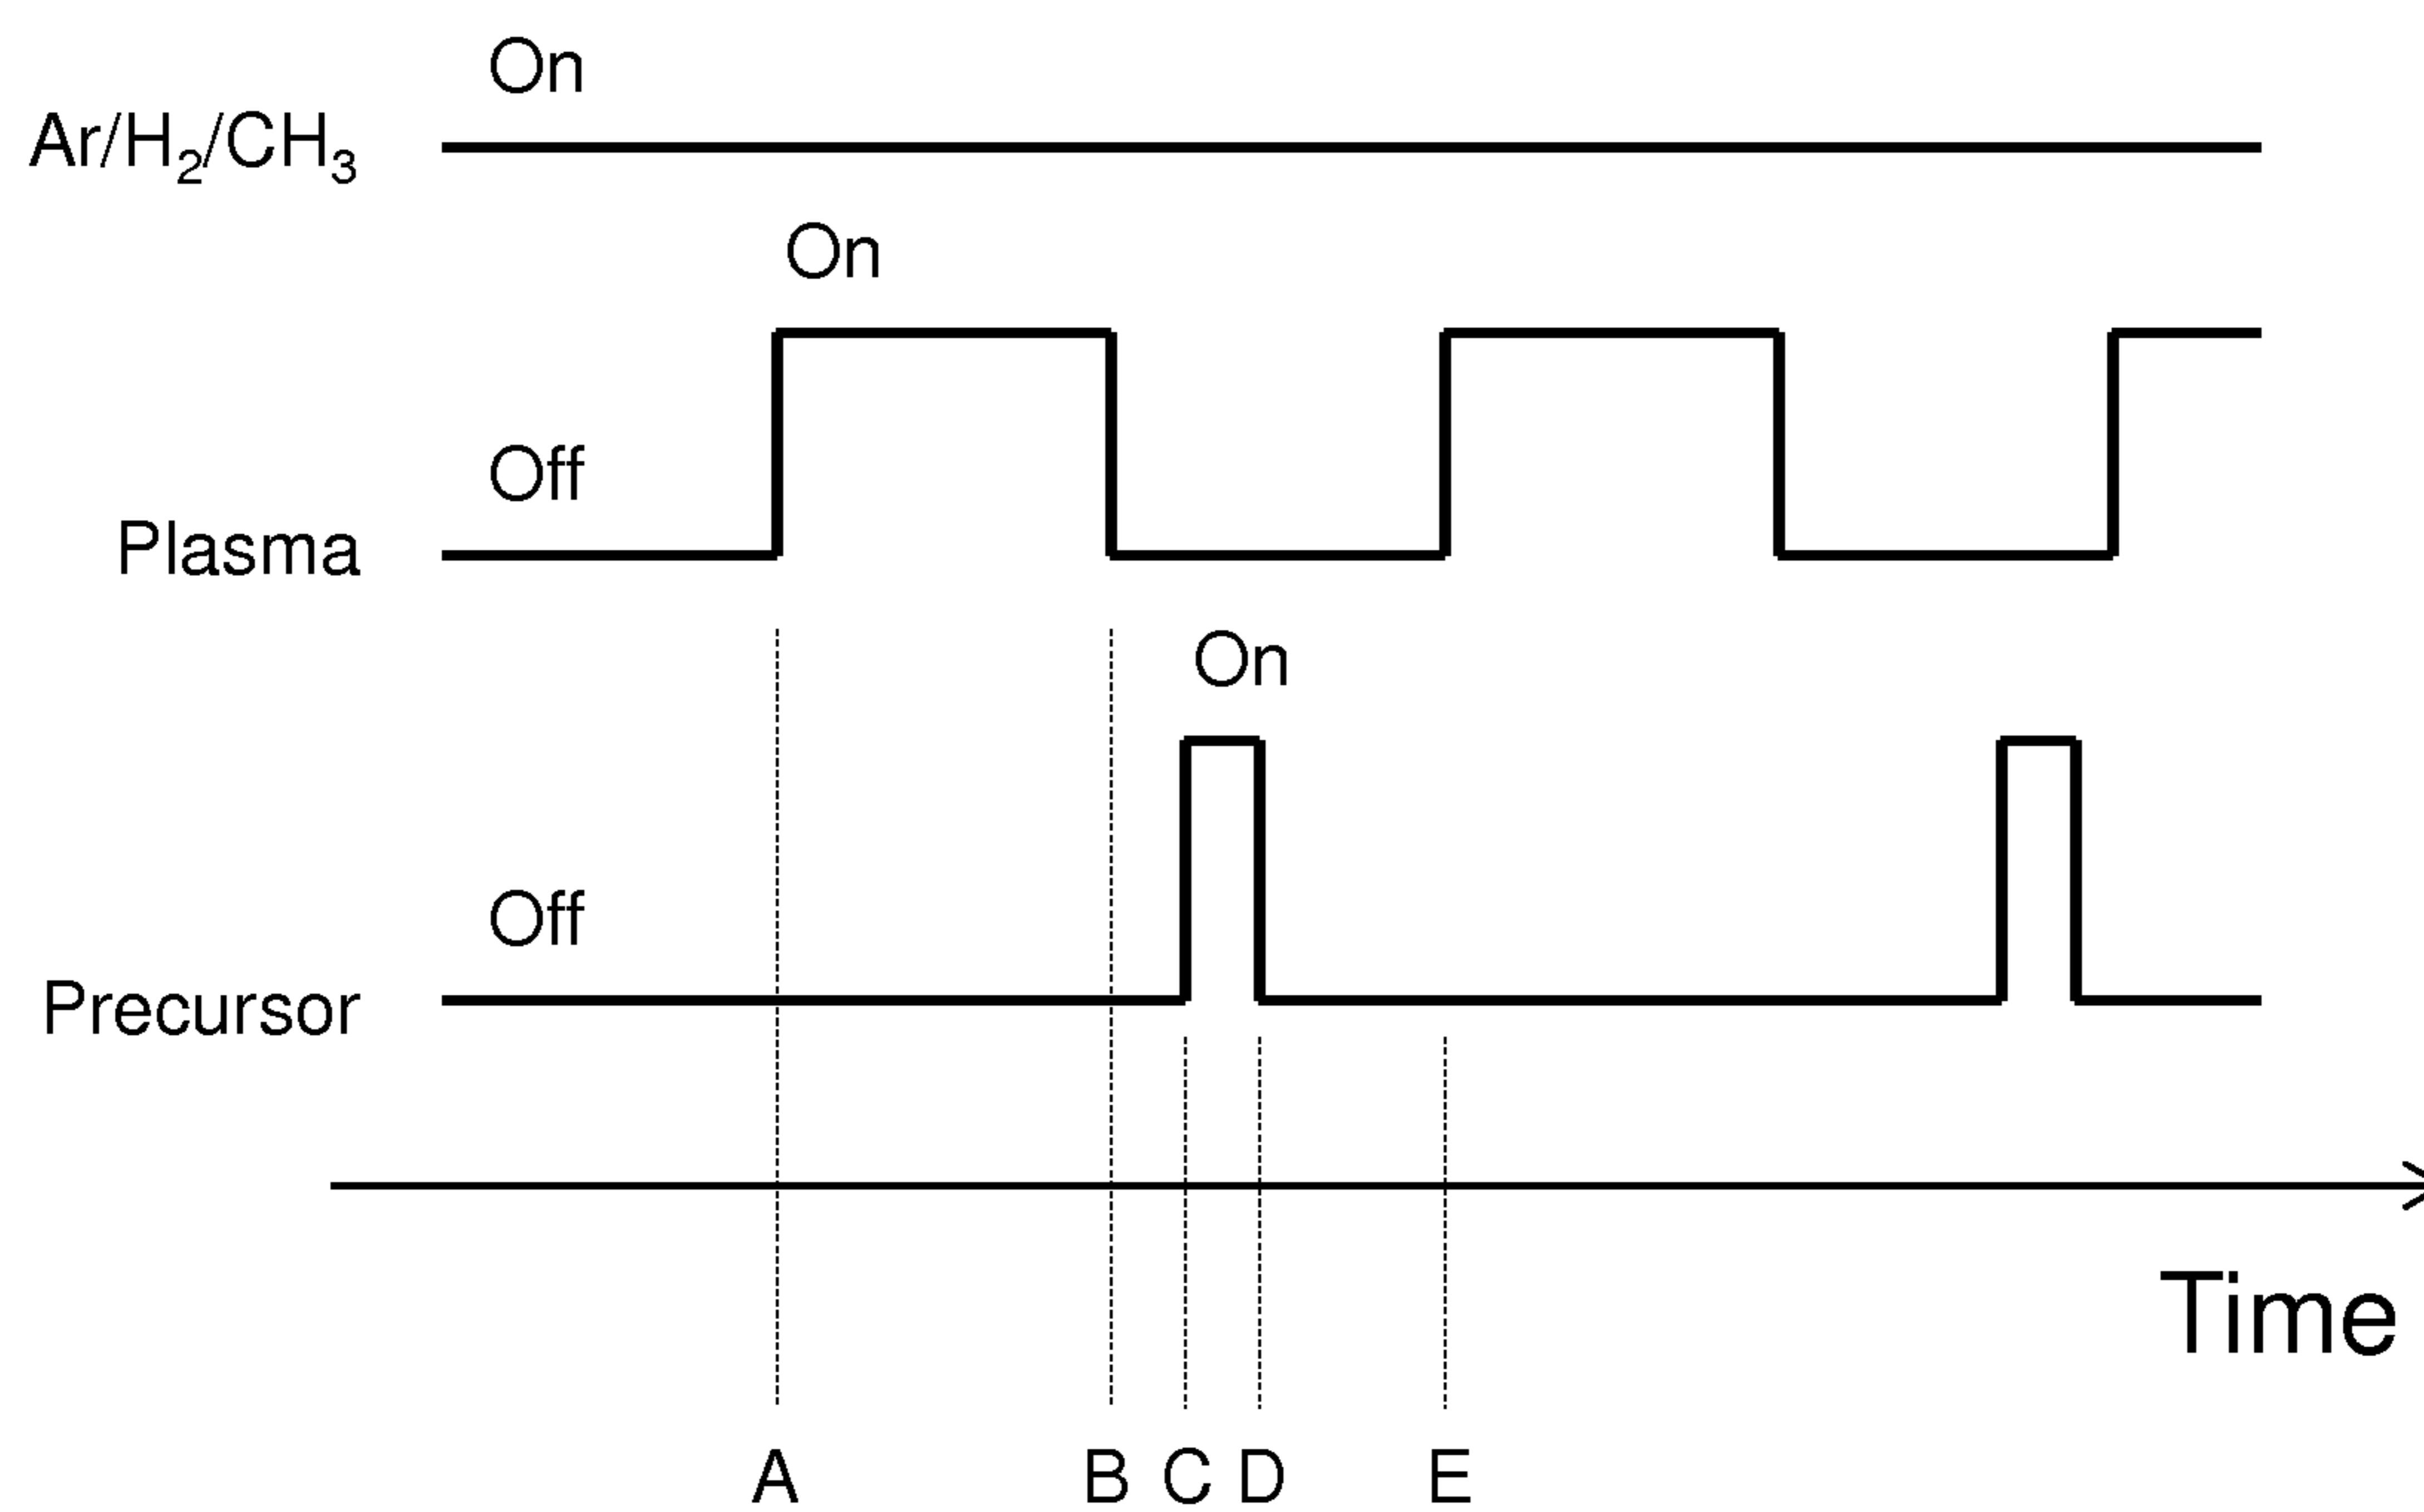 On
Ar/H₂/CH₃
On
Off
Plasma
On
Off
Precursor
Time
A B C D E